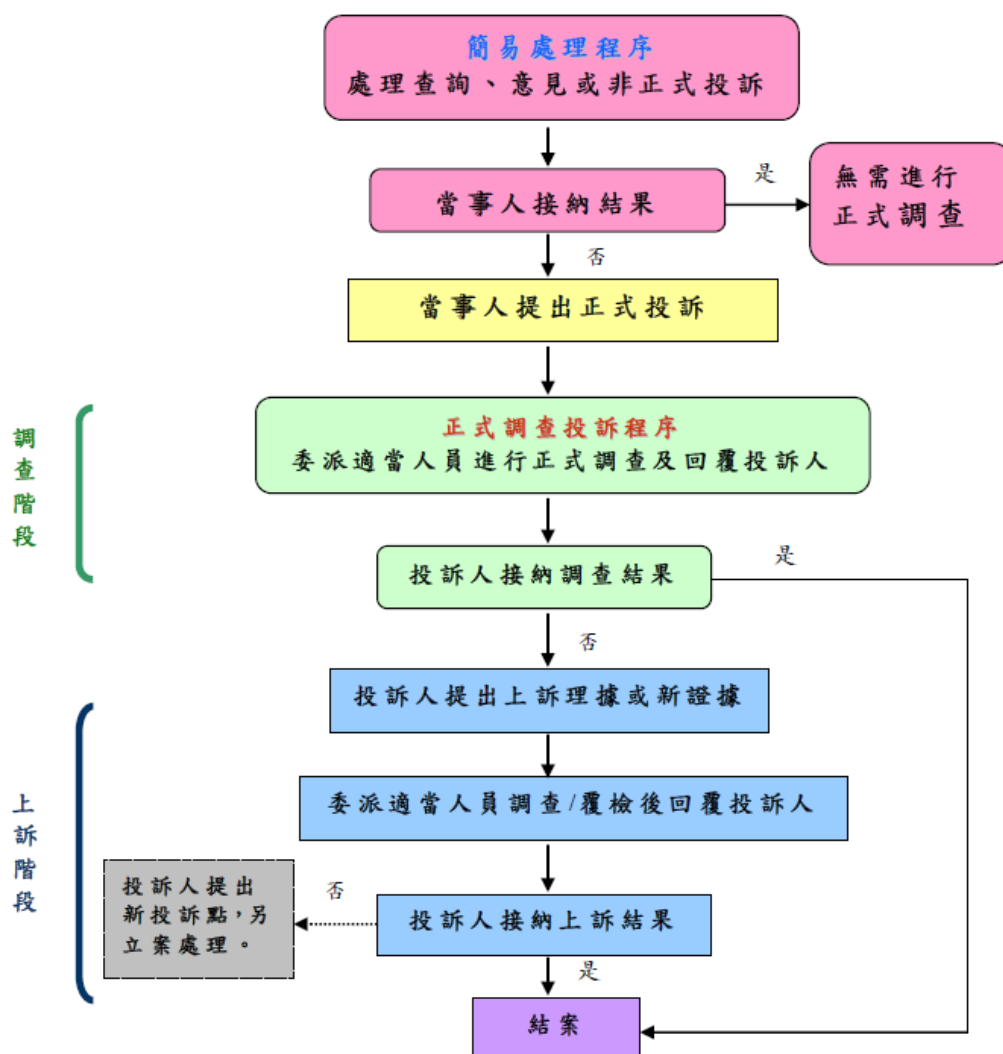 簡易處理程序
處理查詢、意見或非正式投訴
當事人接納結果
是
無需進行
正式調查
否
當事人提出正式投訴
調查階段
正式調查投訴程序
委派適當人員進行正式調查及回覆投訴人
投訴人接納調查結果
是
否
上訴階段
投訴人提出上訴理據或新證據
委派適當人員調查/覆檢後回覆投訴人
投訴人接納上訴結果
否
投訴人提出
新投訴點，另
立案處理。
是
結案